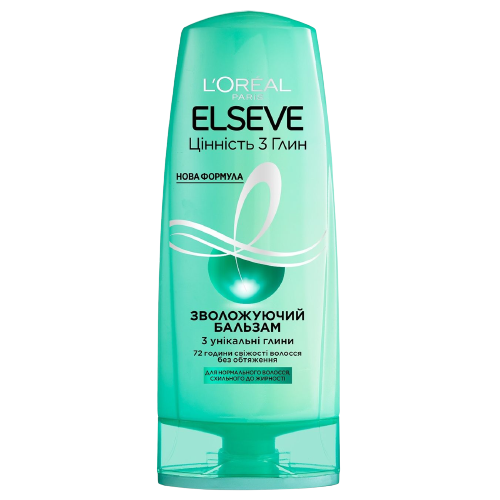 L'ORÉAL
PARIS
ELSEVE
Цінність 3 Глин
НОВА ФОРМУЛА
ЗВОЛОЖУЮЧИЙ
БАЛЬЗАМ
3 унікальні глини
72 години свіжості волосся
без обтяження
ДЛЯ НОРМАЛЬНОГО ВОЛОССЯ,
СХИЛЬНОГО ДО ЖИРНОСТІ